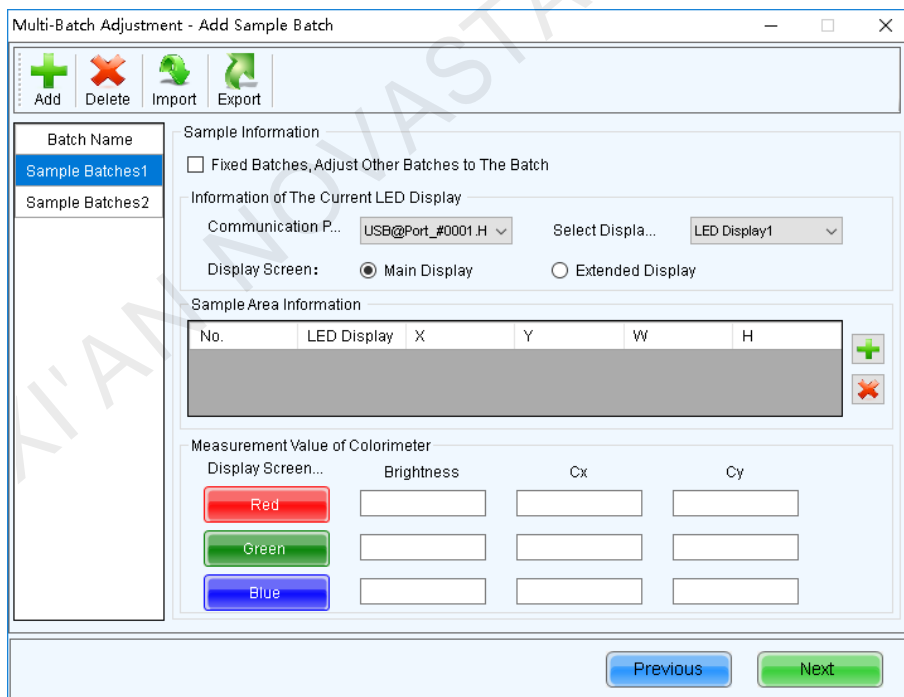 Multi-Batch Adjustment - Add Sample Batch
Add Delete Import Export
Batch Name
Sample Batches1
Sample Batches2
Sample Information
Fixed Batches,Adjust Other Batches to The Batch
Information of The Current LED Display
Communication P... USB@Port_#0001.H Select Displa... LED Display1
Display Screen: Main Display Extended Display
Sample Area Information
No. LED Display X Y W H
Measurement Value of Colorimeter
Display Screen... Brightness Cx Cy
Red
Green
Blue
Previous Next
XI'AN NOVASTA